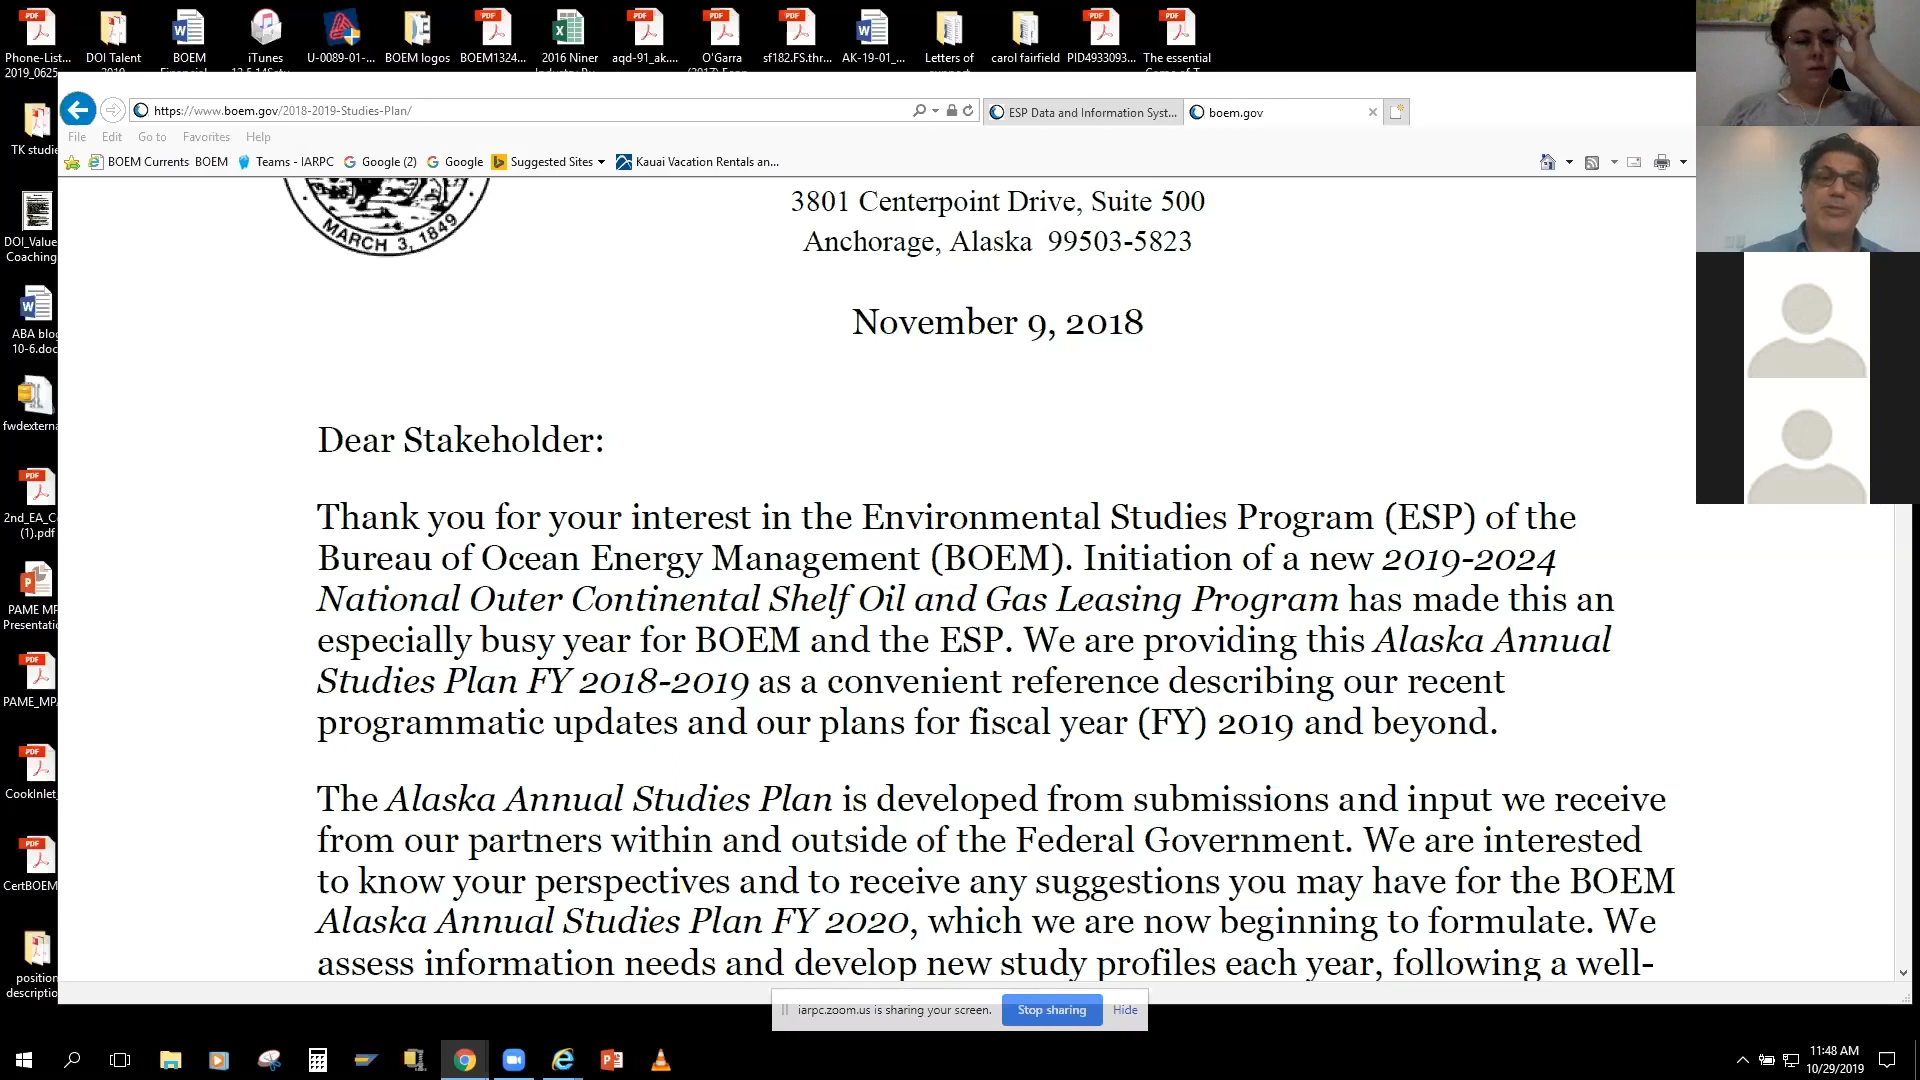 Phone-List... DOI Talent BOEM iTunes U-0089-01-... BOEM logos BOEM1324... 2016 Niner aqd-91_ak.... O'Garra sf182.FS.thr... AK-19-01_... Letters of carol fairfield PID4933093... The essential
2019_0625
https://www.boem.gov/2018-2019-Studies-Plan/ ESP Data and Information Syst... boem.gov
File Edit Go to Favorites Help
BOEM Currents BOEM Teams - IARPC Google (2) Google Suggested Sites Kauai Vacation Rentals an...
TK studie
DOI_Value
Coaching
ABA blog
10-6.doc
fwdexterna
2nd_EA_C
(1).pdf
PAME MP
Presentatio
PAME_MP
CookInlet_
CertBOEM
position
descriptio
MARCH 3, 1849
3801 Centerpoint Drive, Suite 500
Anchorage, Alaska 99503-5823
November 9, 2018
Dear Stakeholder:
Thank you for your interest in the Environmental Studies Program (ESP) of the
Bureau of Ocean Energy Management (BOEM). Initiation of a new 2019-2024
National Outer Continental Shelf Oil and Gas Leasing Program has made this an
especially busy year for BOEM and the ESP. We are providing this Alaska Annual
Studies Plan FY 2018-2019 as a convenient reference describing our recent
programmatic updates and our plans for fiscal year (FY) 2019 and beyond.
The Alaska Annual Studies Plan is developed from submissions and input we receive
from our partners within and outside of the Federal Government. We are interested
to know your perspectives and to receive any suggestions you may have for the BOEM
Alaska Annual Studies Plan FY 2020, which we are now beginning to formulate. We
assess information needs and develop new study profiles each year, following a well-
iarpc.zoom.us is sharing your screen. Stop sharing Hide
11:48 AM
10/29/2019